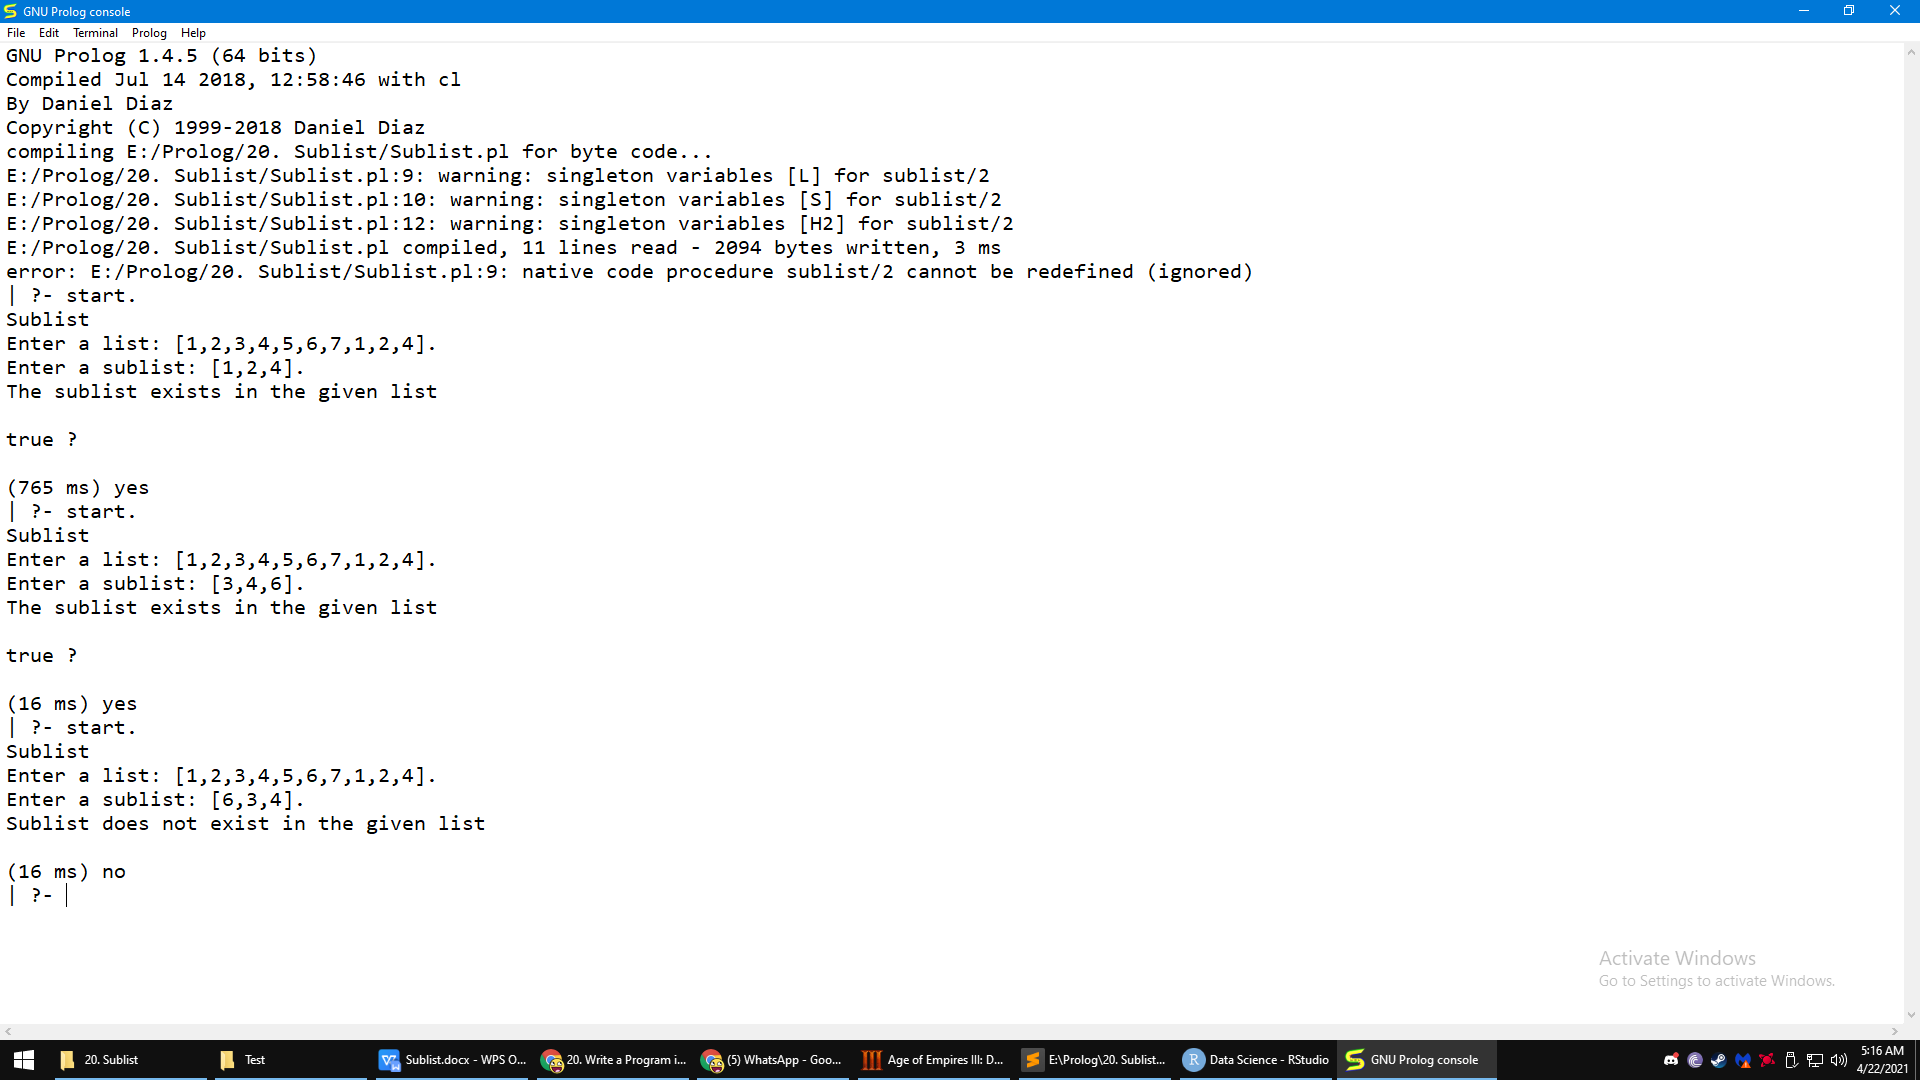 GNU Prolog console
File Edit Terminal Prolog Help
GNU Prolog 1.4.5 (64 bits)
Compiled Jul 14 2018, 12:58:46 with cl
By Daniel Diaz
Copyright (C) 1999-2018 Daniel Diaz
compiling E:/Prolog/20. Sublist/Sublist.pl for byte code...
E:/Prolog/20. Sublist/Sublist.pl:9: warning: singleton variables [L] for sublist/2
E:/Prolog/20. Sublist/Sublist.pl:10: warning: singleton variables [S] for sublist/2
E:/Prolog/20. Sublist/Sublist.pl:12: warning: singleton variables [H2] for sublist/2
E:/Prolog/20. Sublist/Sublist.pl compiled, 11 lines read - 2094 bytes written, 3 ms
error: E:/Prolog/20. Sublist/Sublist.pl:9: native code procedure sublist/2 cannot be redefined (ignored)
| ?- start.
Sublist
Enter a list: [1,2,3,4,5,6,7,1,2,4].
Enter a sublist: [1,2,4].
The sublist exists in the given list
true ?
(765 ms) yes
| ?- start.
Sublist
Enter a list: [1,2,3,4,5,6,7,1,2,4].
Enter a sublist: [3,4,6].
The sublist exists in the given list
true ?
(16 ms) yes
| ?- start.
Sublist
Enter a list: [1,2,3,4,5,6,7,1,2,4].
Enter a sublist: [6,3,4].
Sublist does not exist in the given list
(16 ms) no
| ?-
Activate Windows
Go to Settings to activate Windows.
20. Sublist Test Sublist.docx - WPS O... 20. Write a Program i... (5) WhatsApp - Goo... Age of Empires III: D... E:\Prolog\20. Sublist... Data Science - RStudio GNU Prolog console 5:16 AM
4/22/2021